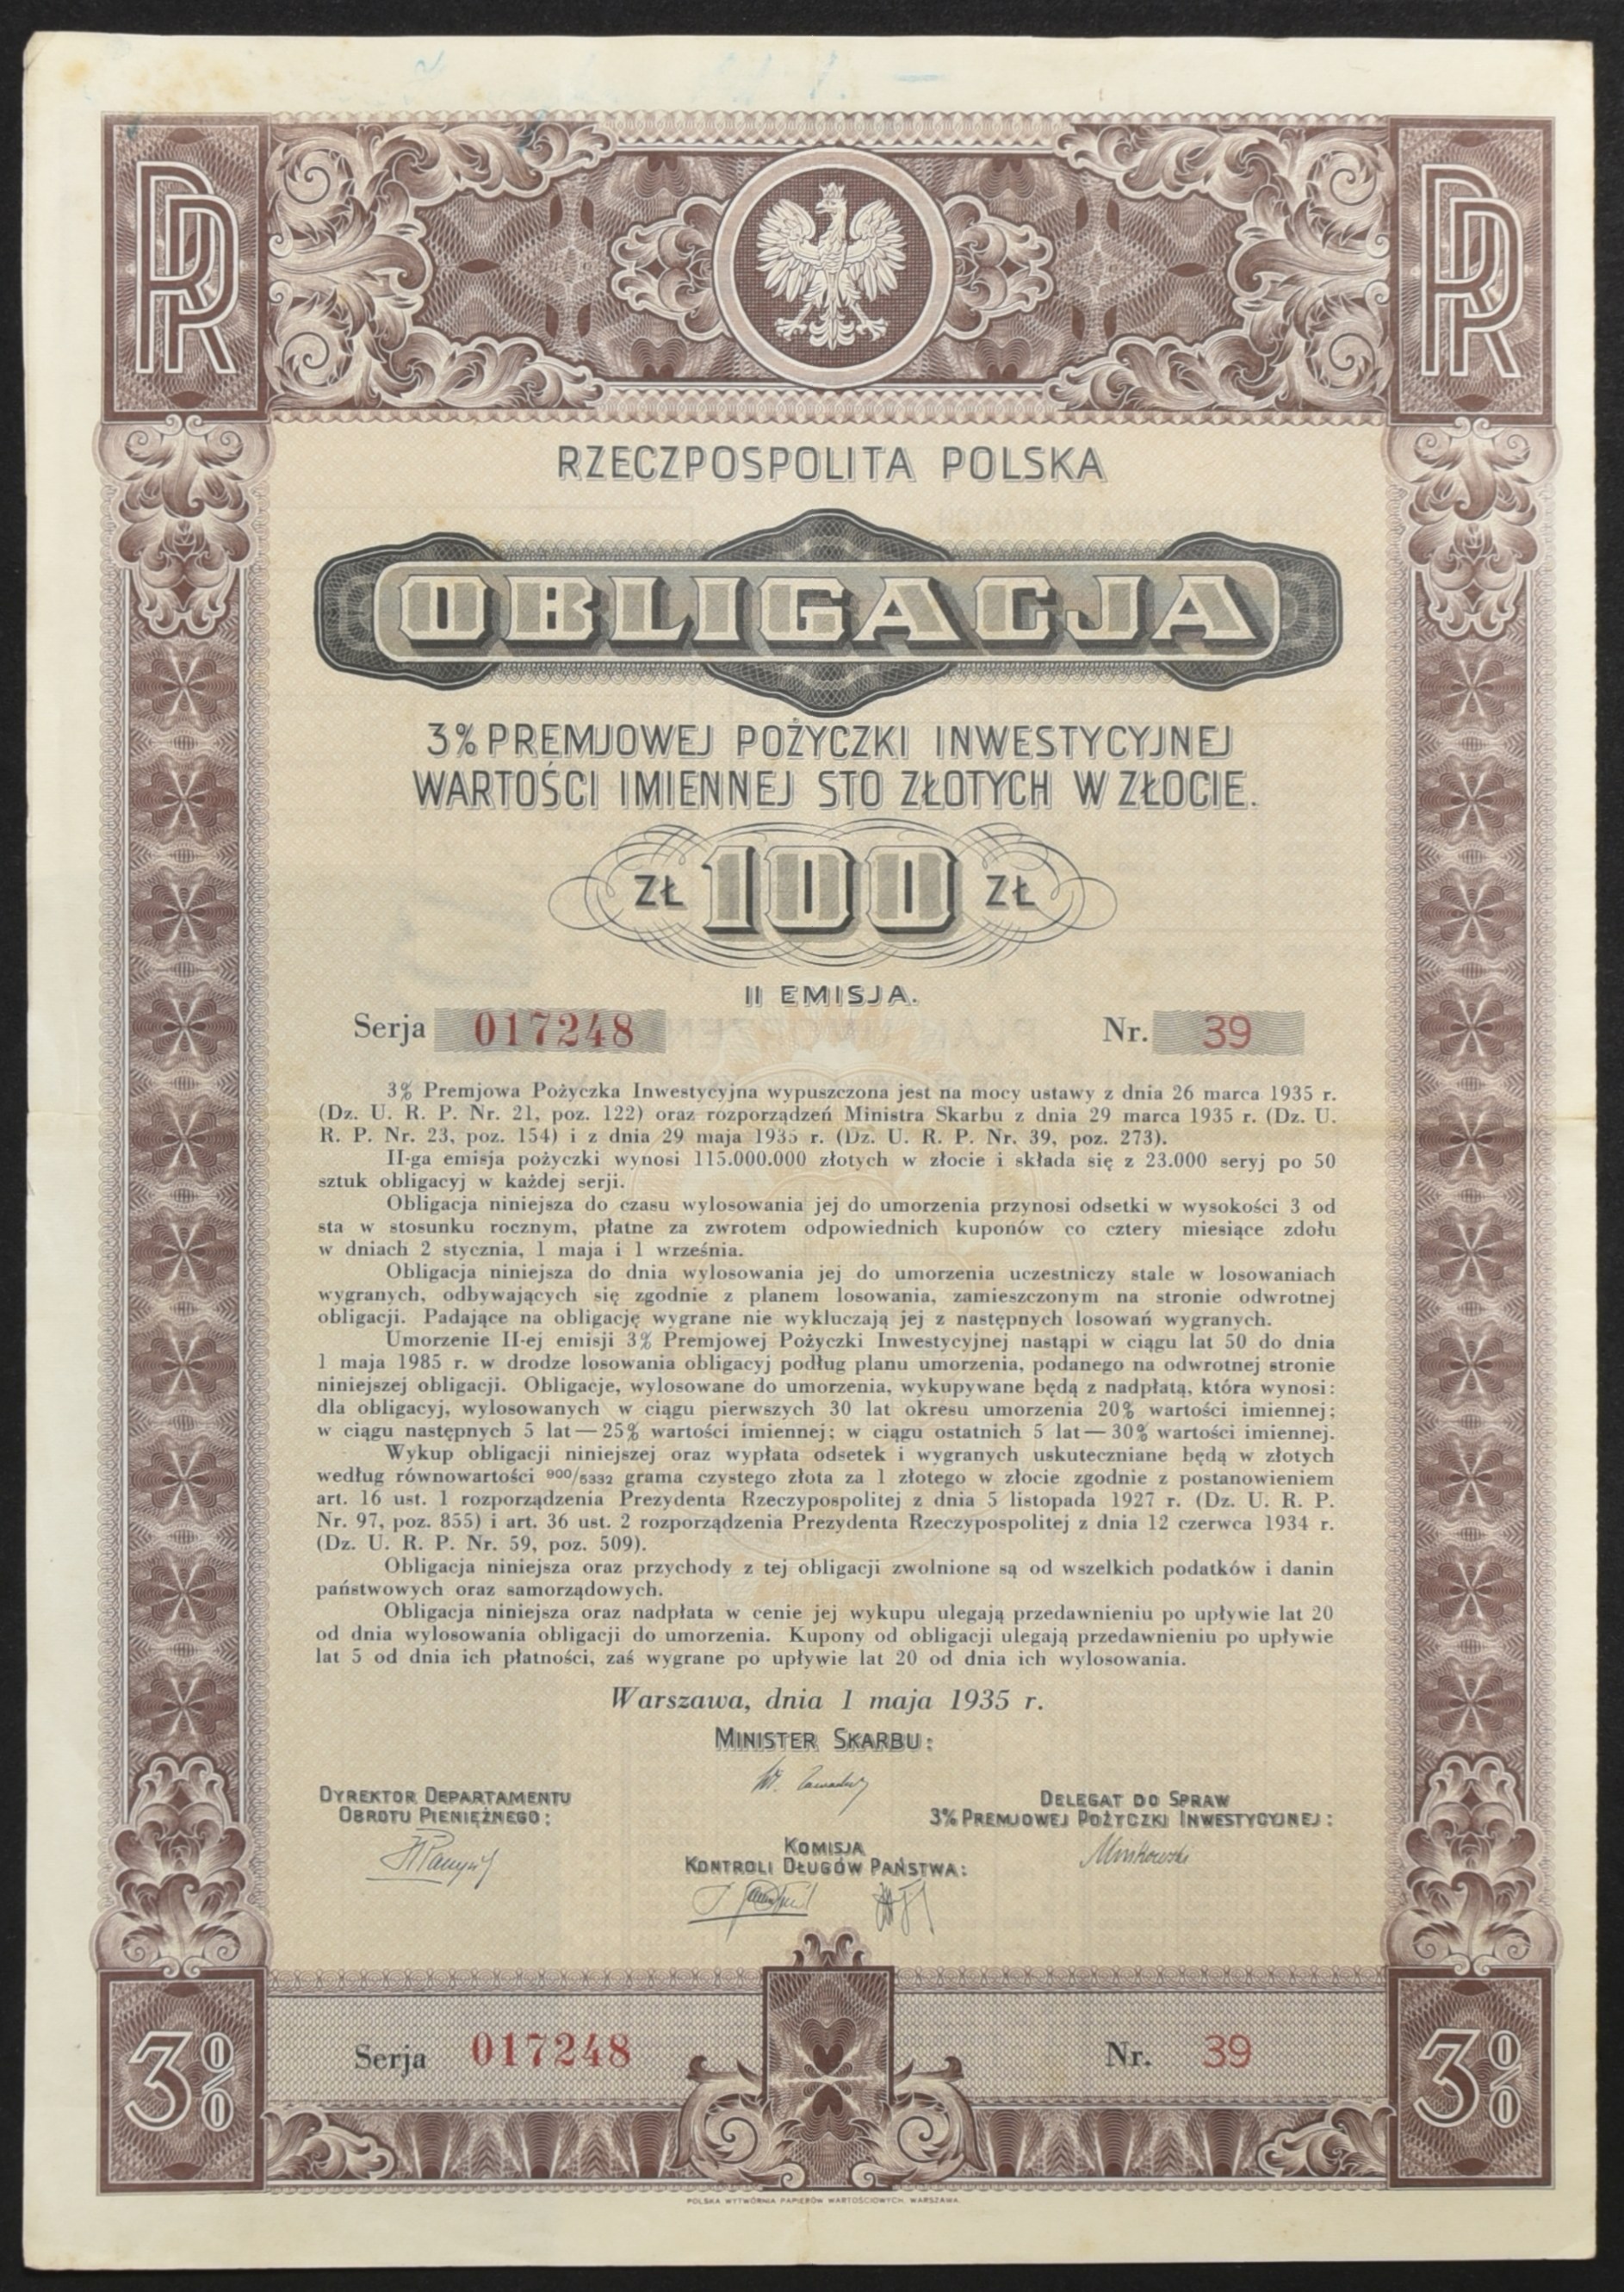 RP
RP
RZECZPOSPOLITA POLSKA
OBLIGACJA
3% PREMJOWEJ POŻYCZKI INWESTYCYJNEJ
WARTOŚCI IMIENNEJ STO ZŁOTYCH W ZŁOCIE.
ZŁ 100 ZŁ
II EMISJA.
Serja 017248 Nr. 39
3% Premjowa Pożyczka Inwestycyjna wypuszczona jest na mocy ustawy z dnia 26 marca 1935 r.
(Dz. U. R. P. Nr. 21, poz. 122) oraz rozporządzeń Ministra Skarbu z dnia 29 marca 1935 r. (Dz. U.
R. P. Nr. 23, poz. 154) i z dnia 29 maja 1935 r. (Dz. U. R. P. Nr. 39, poz. 273).
II-ga emisja pożyczki wynosi 115.000.000 złotych w złocie i składa się z 23.000 seryj po 50
sztuk obligacyj w każdej serji.
Obligacja niniejsza do czasu wylosowania jej do umorzenia przynosi odsetki w wysokości 3 od
sta w stosunku rocznym, płatne za zwrotem odpowiednich kuponów co cztery miesiące zdołu
w dniach 2 stycznia, 1 maja i 1 września.
Obligacja niniejsza do dnia wylosowania jej do umorzenia uczestniczy stale w losowaniach
wygranych, odbywających się zgodnie z planem losowania, zamieszczonym na stronie odwrotnej
obligacji. Padające na obligację wygrane nie wykluczają jej z następnych losowań wygranych.
Umorzenie II-ej emisji 3% Premjowej Pożyczki Inwestycyjnej nastąpi w ciągu lat 50 do dnia
1 maja 1985 r. w drodze losowania obligacyj podług planu umorzenia, podanego na odwrotnej stronie
niniejszej obligacji. Obligacje, wylosowane do umorzenia, wykupywane będą z nadpłatą, która wynosi:
dla obligacyj, wylosowanych w ciągu pierwszych 30 lat okresu umorzenia 20% wartości imiennej;
w ciągu następnych 5 lat — 25% wartości imiennej; w ciągu ostatnich 5 lat — 30% wartości imiennej.
Wykup obligacji niniejszej oraz wypłata odsetek i wygranych uskuteczniane będą w złotych
według równowartości 900/5332 grama czystego złota za 1 złotego w złocie zgodnie z postanowieniem
art. 16 ust. 1 rozporządzenia Prezydenta Rzeczypospolitej z dnia 5 listopada 1927 r. (Dz. U. R. P.
Nr. 97, poz. 855) i art. 36 ust. 2 rozporządzenia Prezydenta Rzeczypospolitej z dnia 12 czerwca 1934 r.
(Dz. U. R. P. Nr. 59, poz. 509).
Obligacja niniejsza oraz przychody z tej obligacji zwolnione są od wszelkich podatków i danin
państwowych oraz samorządowych.
Obligacja niniejsza oraz nadpłata w cenie jej wykupu ulegają przedawnieniu po upływie lat 20
od dnia wylosowania obligacji do umorzenia. Kupony od obligacji ulegają przedawnieniu po upływie
lat 5 od dnia ich płatności, zaś wygrane po upływie lat 20 od dnia ich wylosowania.
Warszawa, dnia 1 maja 1935 r.
MINISTER SKARBU:
DYREKTOR DEPARTAMENTU
OBROTU PIENIĘŻNEGO:
DELEGAT DO SPRAW
3% PREMJOWEJ POŻYCZKI INWESTYCYJNEJ:
KOMISJA
KONTROLI DŁUGÓW PAŃSTWA:
3%
Serja 017248 Nr. 39
3%
POLSKA WYTWÓRNIA PAPIERÓW WARTOŚCIOWYCH. WARSZAWA